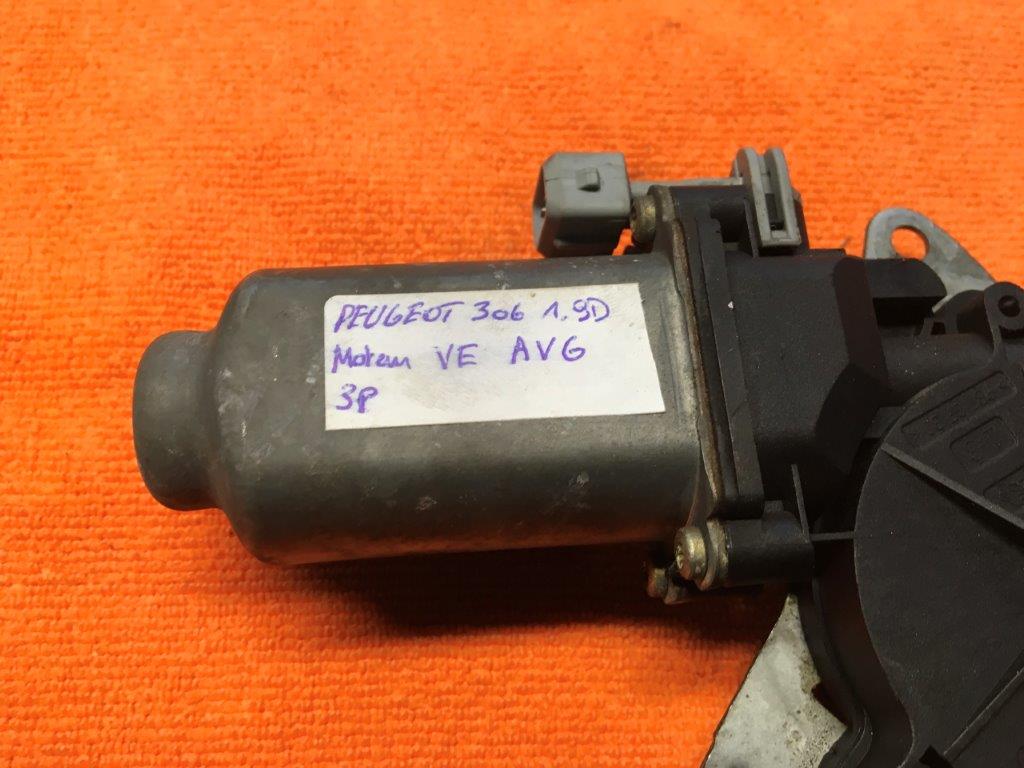 PEUGEOT 306 1.9D
Moteur VE AVG
3P